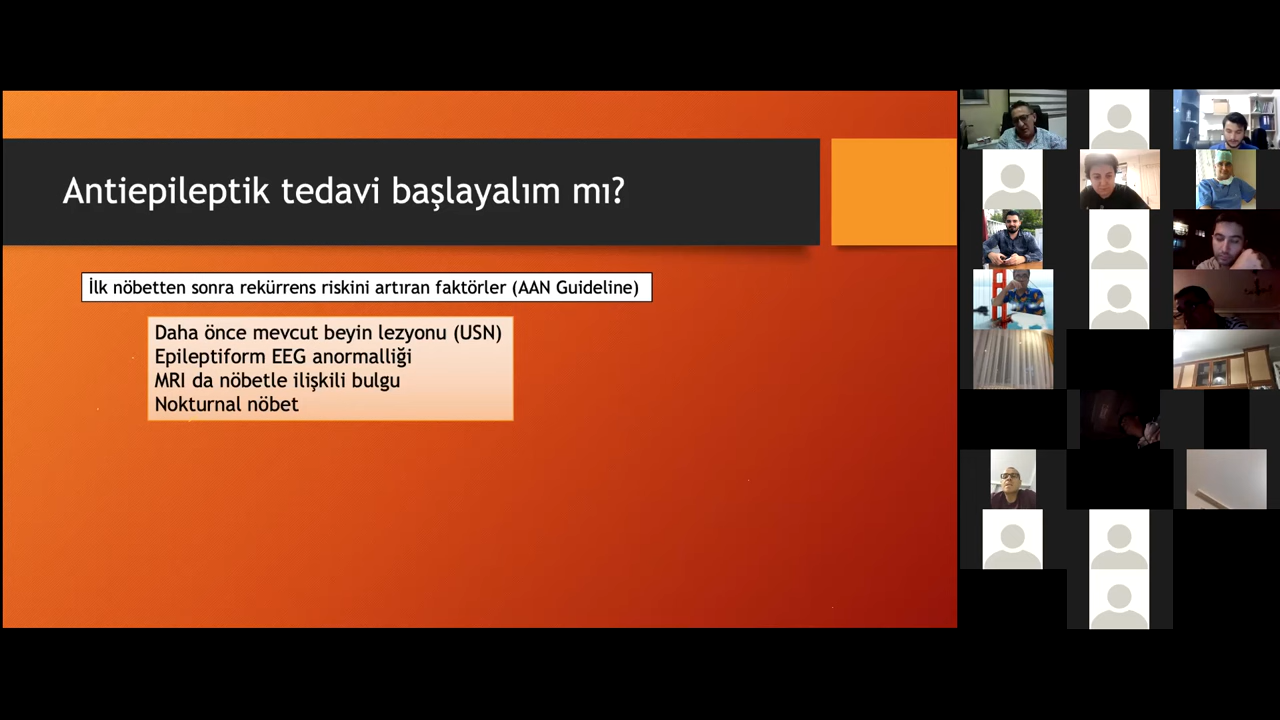 Antiepileptik tedavi başlayalım mı?
İlk nöbetten sonra rekürrens riskini artıran faktörler (AAN Guideline)
Daha önce mevcut beyin lezyonu (USN)
Epileptiform EEG anormalliği
MRI da nöbetle ilişkili bulgu
Nokturnal nöbet